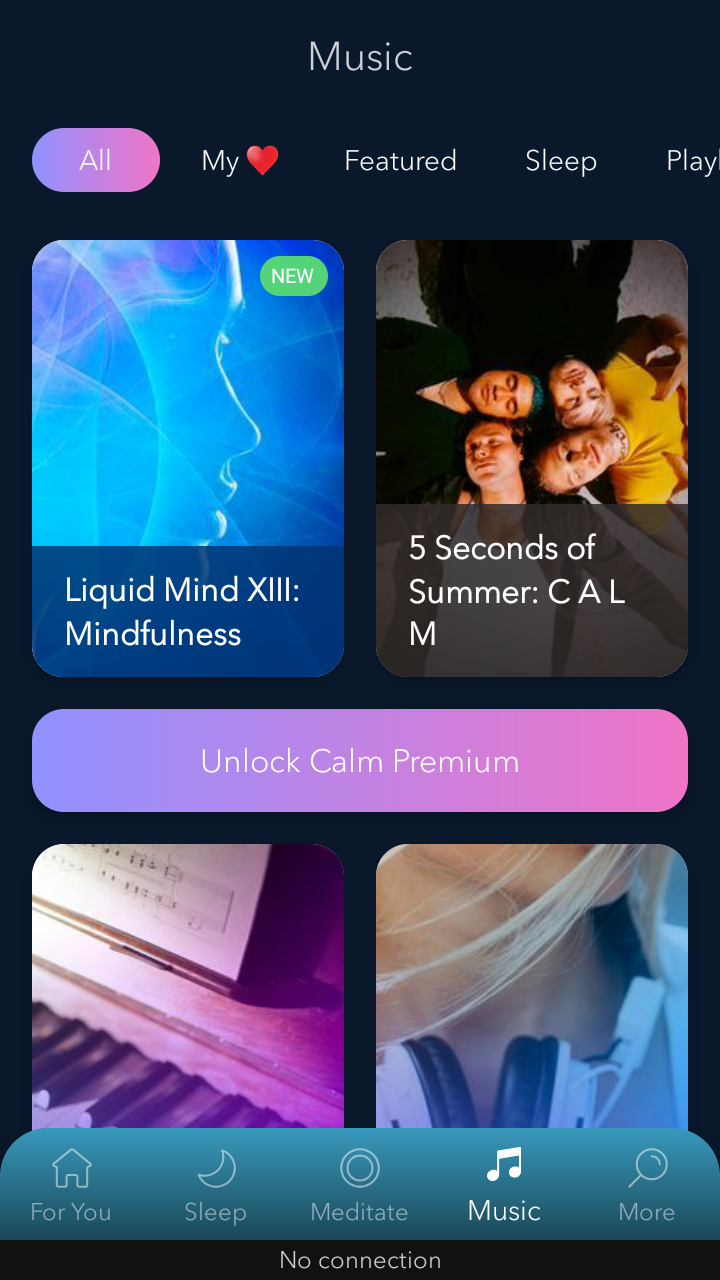 Music
All
My ❤️
Featured
Sleep
Playl
NEW
Liquid Mind XIII:
Mindfulness
5 Seconds of
Summer: C A L
M
Unlock Calm Premium
For You
Sleep
Meditate
Music
More
No connection